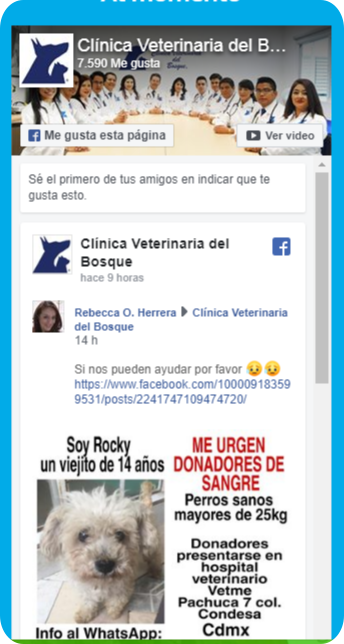 Clínica Veterinaria del B...
7.590 Me gusta
Me gusta esta página
Ver video
Sé el primero de tus amigos en indicar que te
gusta esto.
Clínica Veterinaria del
Bosque
hace 9 horas
Rebecca O. Herrera ▶ Clínica Veterinaria
del Bosque
14 h
Si nos pueden ayudar por favor 😥😥
https://www.facebook.com/10000918359
9531/posts/2241747109474720/
Soy Rocky
un viejito de 14 años
ME URGEN
DONADORES DE
SANGRE
Perros sanos
mayores de 25kg
Donadores
presentarse en
hospital
veterinario
Vetme
Pachuca 7 col.
Condesa
Cdmx
Info al WhatsApp: